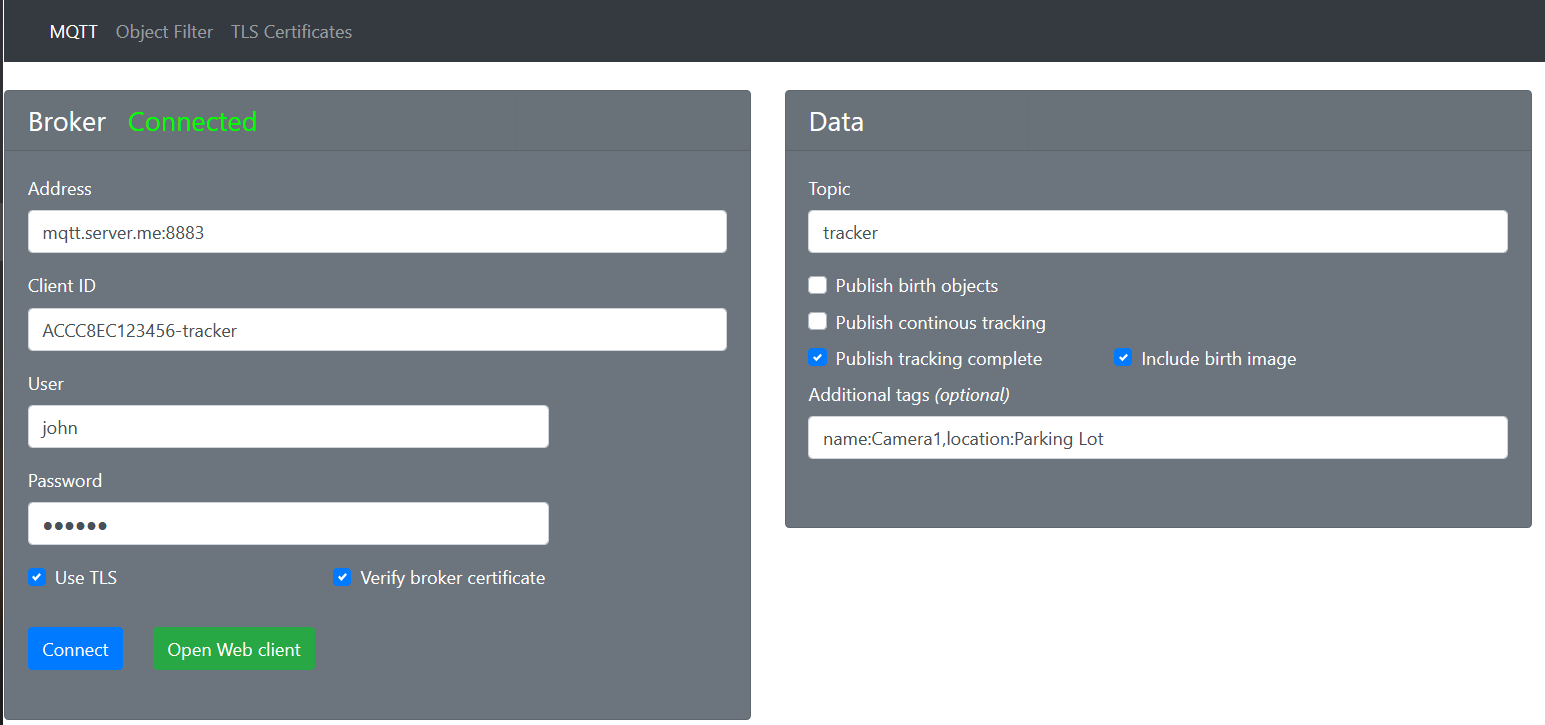 MQTT Object Filter TLS Certificates
Broker Connected
Address
mqtt.server.me:8883
Client ID
ACCC8EC123456-tracker
User
john
Password
●●●●●●
Use TLS Verify broker certificate
Connect Open Web client
Data
Topic
tracker
Publish birth objects
Publish continous tracking
Publish tracking complete Include birth image
Additional tags (optional)
name:Camera1,location:Parking Lot